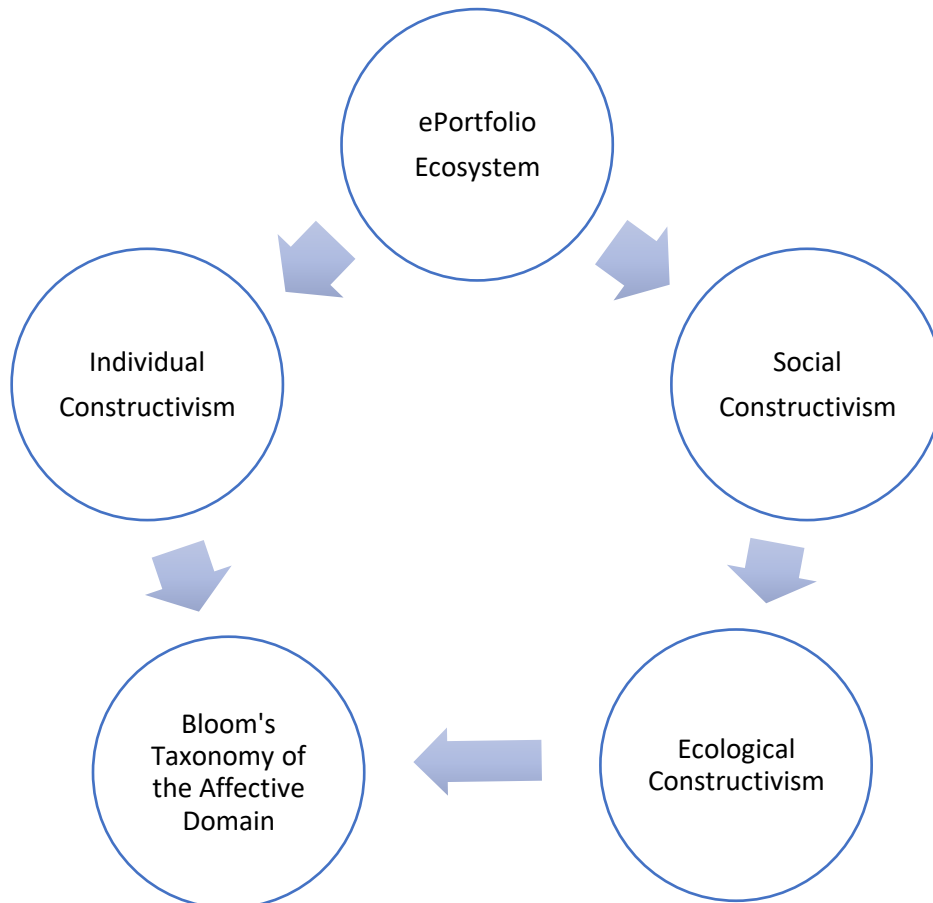 ePortfolio
Ecosystem
Individual
Constructivism
Social
Constructivism
Bloom's
Taxonomy of
the Affective
Domain
Ecological
Constructivism